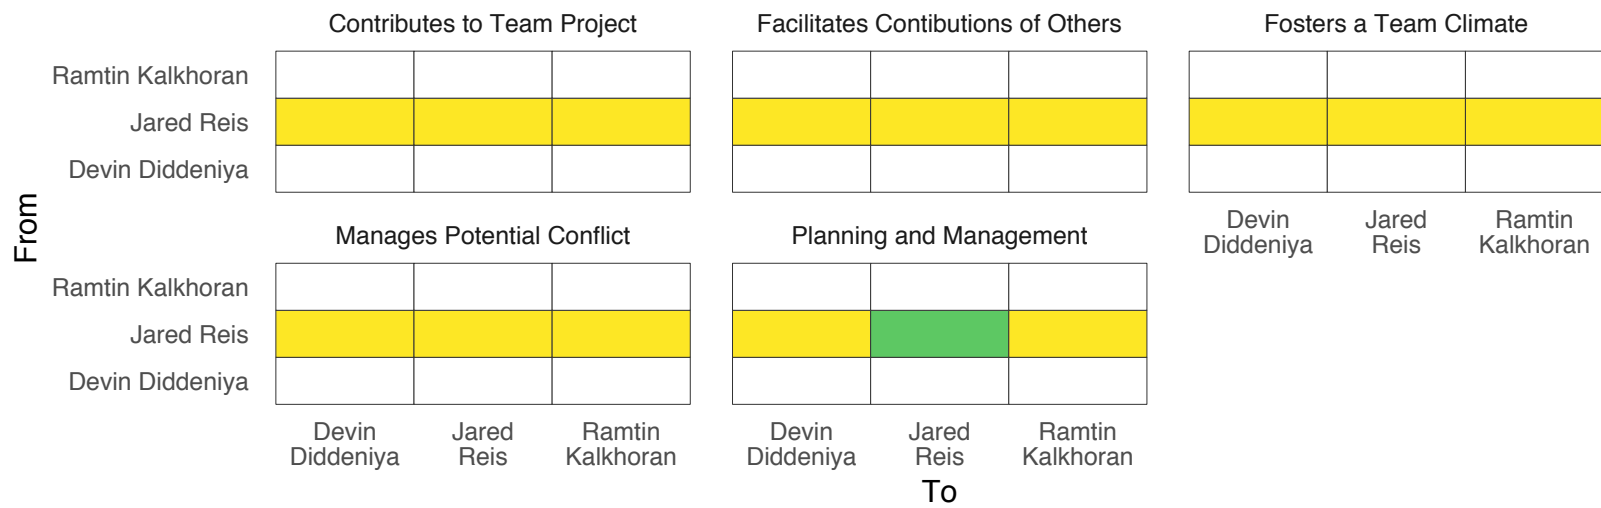 Contributes to Team Project
Facilitates Contibutions of Others
Fosters a Team Climate
Ramtin Kalkhoran
Jared Reis
Devin Diddeniya
Devin
Diddeniya
Jared
Reis
Ramtin
Kalkhoran
From
Manages Potential Conflict
Planning and Management
Ramtin Kalkhoran
Jared Reis
Devin Diddeniya
Devin
Diddeniya
Jared
Reis
Ramtin
Kalkhoran
Devin
Diddeniya
Jared
Reis
Ramtin
Kalkhoran
To